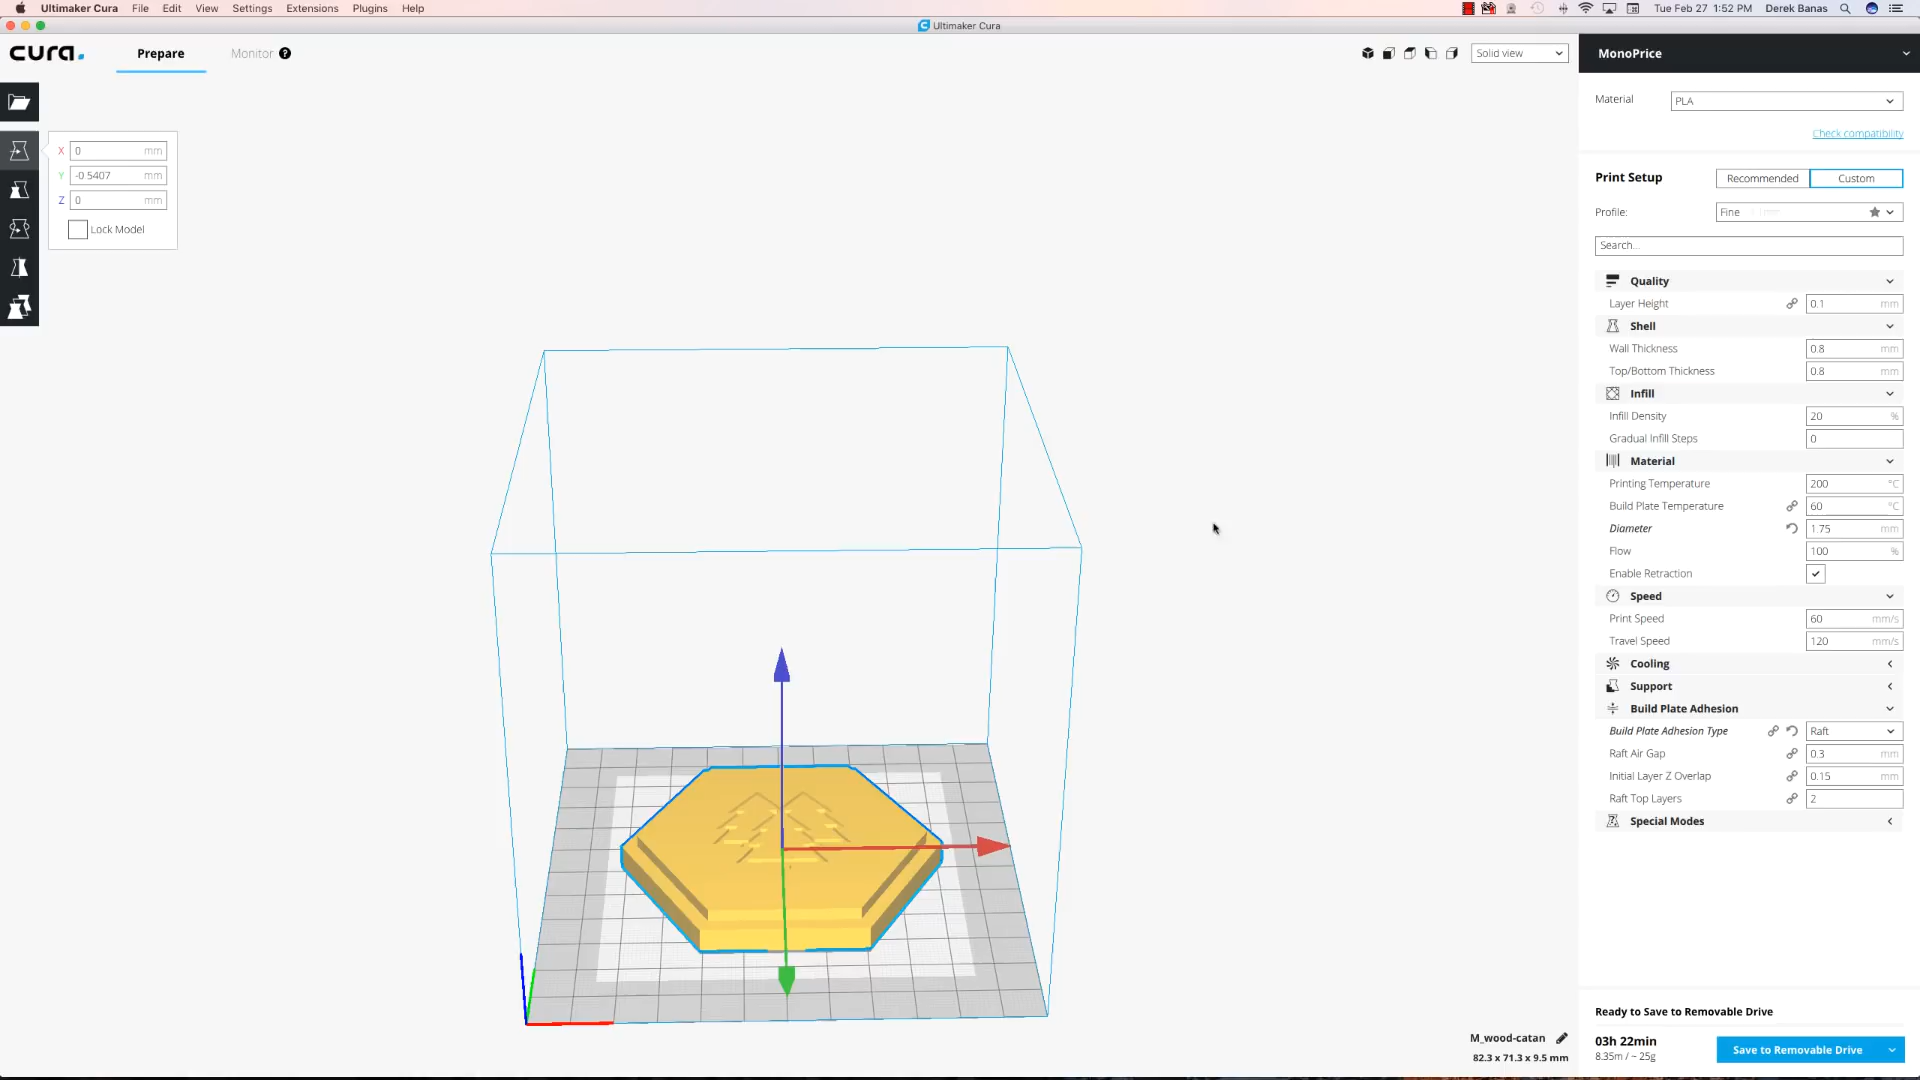 Ultimaker Cura File Edit View Settings Extensions Plugins Help Tue Feb 27 1:52 PM Derek Banas
Ultimaker Cura
cura. Prepare Monitor ? Solid view MonoPrice
Material PLA
Check compatibility
X 0 mm
Y -0.5407 mm
Z 0 mm
Lock Model
Print Setup Recommended Custom
Profile: Fine
Search...
Quality
Layer Height 0.1 mm
Shell
Wall Thickness 0.8 mm
Top/Bottom Thickness 0.8 mm
Infill
Infill Density 20 %
Gradual Infill Steps 0
Material
Printing Temperature 200 °C
Build Plate Temperature 60 °C
Diameter 1.75 mm
Flow 100 %
Enable Retraction
Speed
Print Speed 60 mm/s
Travel Speed 120 mm/s
Cooling
Support
Build Plate Adhesion
Build Plate Adhesion Type Raft
Raft Air Gap 0.3 mm
Initial Layer Z Overlap 0.15 mm
Raft Top Layers 2
Special Modes
Ready to Save to Removable Drive
M_wood-catan
82.3 x 71.3 x 9.5 mm
03h 22min
8.35m / ~ 25g
Save to Removable Drive